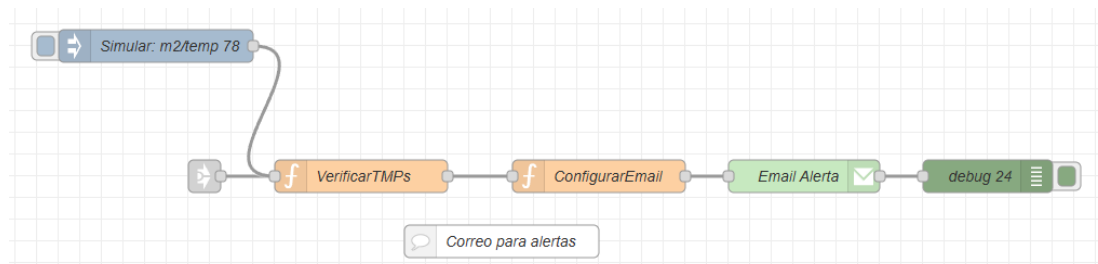 Simular: m2/temp 78
VerificarTMPs
ConfigurarEmail
Email Alerta
debug 24
Correo para alertas